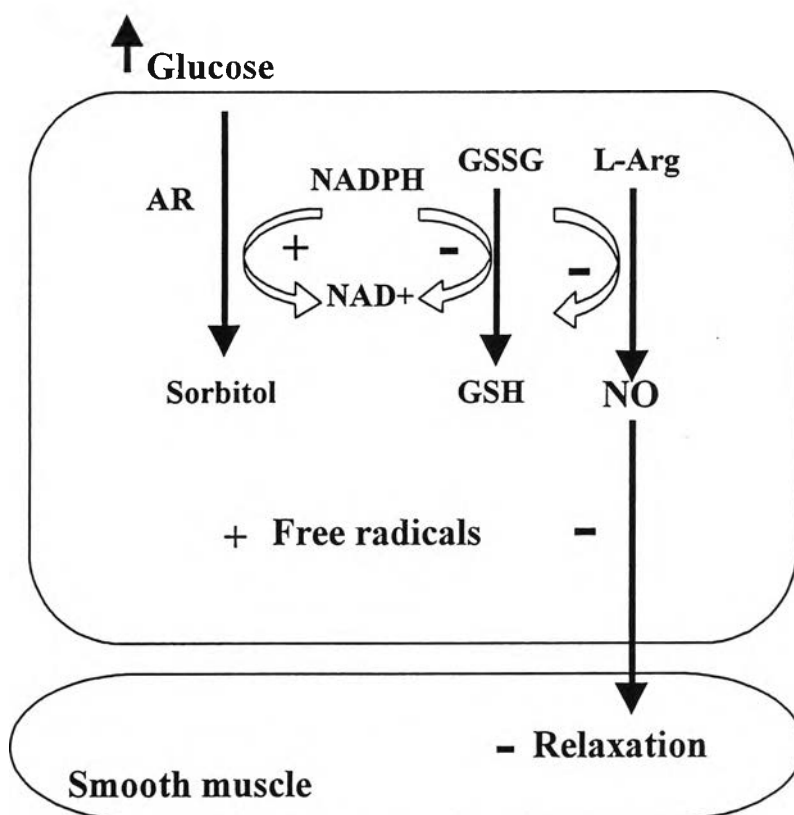 Glucose
GSSG
L-Arg
NADPH
AR
+
-
-
NAD+
Sorbitol
GSH
NO
+ Free radicals -
- Relaxation
Smooth muscle